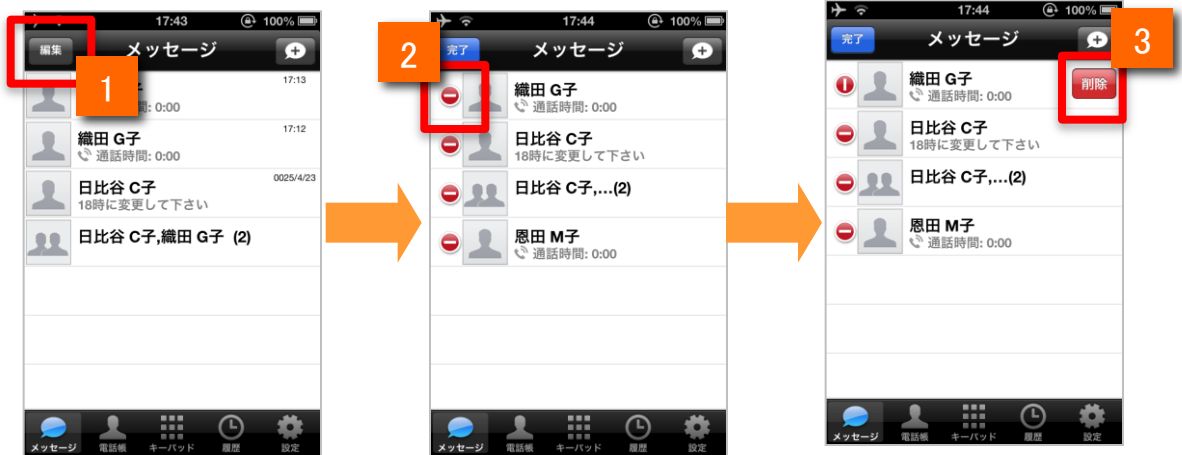 17:43
100%
編集
メッセージ
1
子
17:13
間: 0:00
織田 G子
17:12
通話時間: 0:00
日比谷 C子
0025/4/23
18時に変更して下さい
日比谷 C子,織田 G子 (2)
メッセージ
電話帳
キーパッド
履歴
設定
17:44
100%
2
完了
メッセージ
織田 G子
通話時間: 0:00
日比谷 C子
18時に変更して下さい
日比谷 C子,...(2)
恩田 M子
通話時間: 0:00
メッセージ
電話帳
キーパッド
履歴
設定
17:44
100%
3
完了
メッセージ
織田 G子
削除
通話時間: 0:00
日比谷 C子
18時に変更して下さい
日比谷 C子,...(2)
恩田 M子
通話時間: 0:00
メッセージ
電話帳
キーパッド
履歴
設定